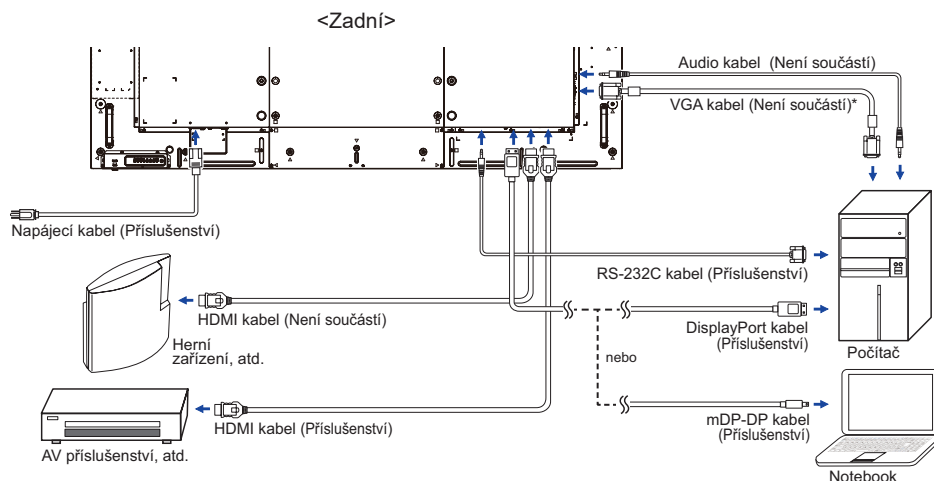 <Zadní>
Audio kabel (Není součástí)
VGA kabel (Není součástí)*
Napájecí kabel (Příslušenství)
RS-232C kabel (Příslušenství)
HDMI kabel (Není součástí)
Herní
zařízení, atd.
DisplayPort kabel
(Příslušenství)
Počítač
nebo
HDMI kabel (Příslušenství)
mDP-DP kabel
(Příslušenství)
AV příslušenství, atd.
Notebook